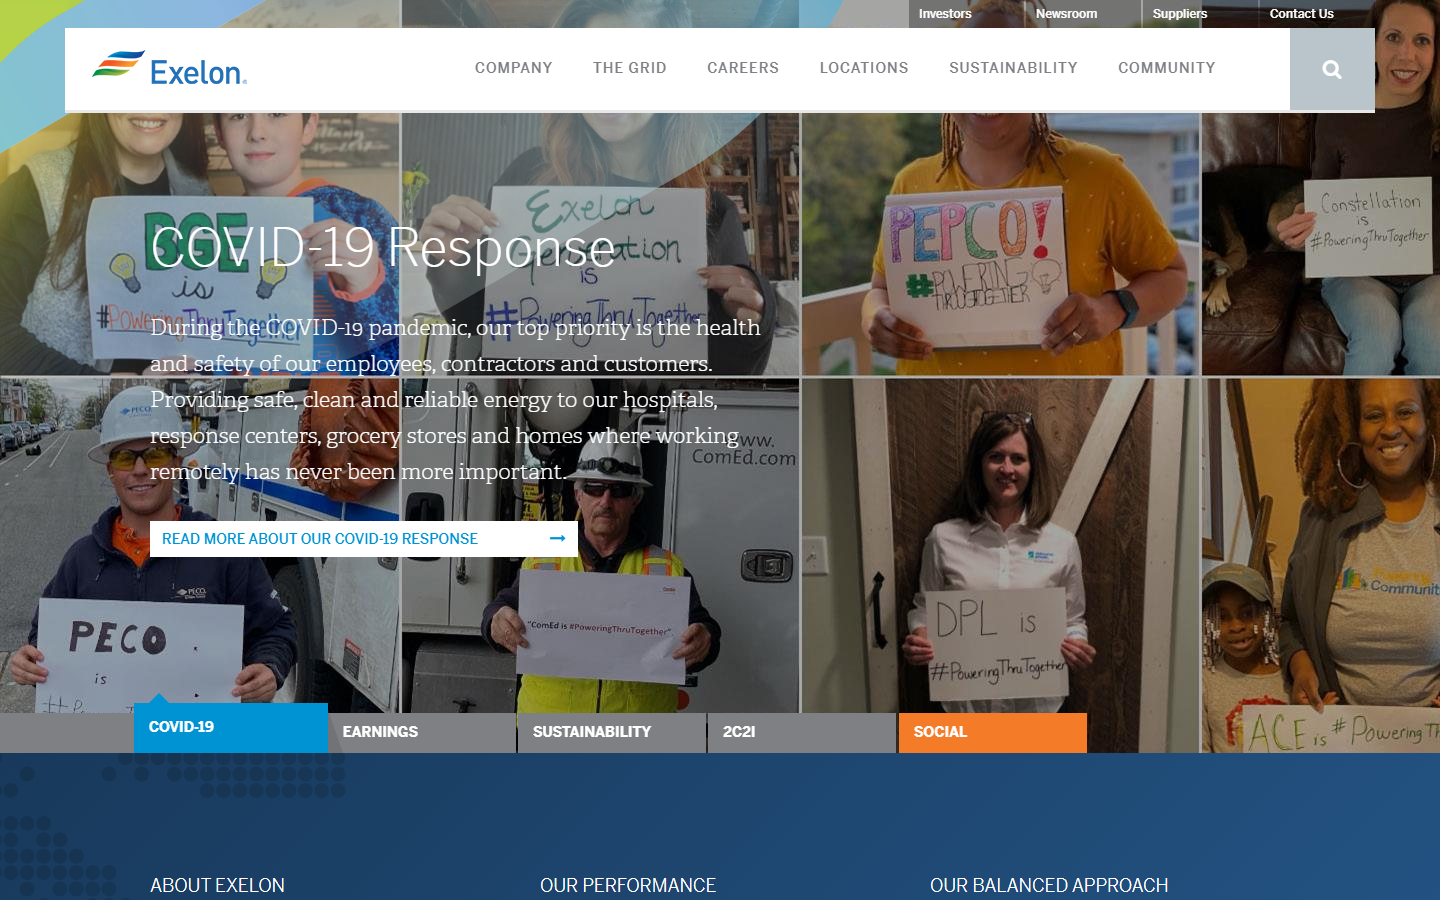 Investors
Newsroom
Suppliers
Contact Us
Exelon
COMPANY
THE GRID
CAREERS
LOCATIONS
SUSTAINABILITY
COMMUNITY
BGE
is
#PoweringThruTogether
Exelon
is
#PoweringThruTogether
PEPCO!
#POWERING
THRUTOGETHER
Constellation
is
#PoweringThruTogether
COVID-19 Response
During the COVID-19 pandemic, our top priority is the health
and safety of our employees, contractors and customers.
Providing safe, clean and reliable energy to our hospitals,
response centers, grocery stores and homes where working
remotely has never been more important.
READ MORE ABOUT OUR COVID-19 RESPONSE
PECO
www.
ComEd.com
PECO
PECO
is
"ComEd is #PoweringThruTogether"
DPL is
#PoweringThruTogether
Communit
ACE is #Powering T
COVID-19
EARNINGS
SUSTAINABILITY
2C2I
SOCIAL
ABOUT EXELON
OUR PERFORMANCE
OUR BALANCED APPROACH